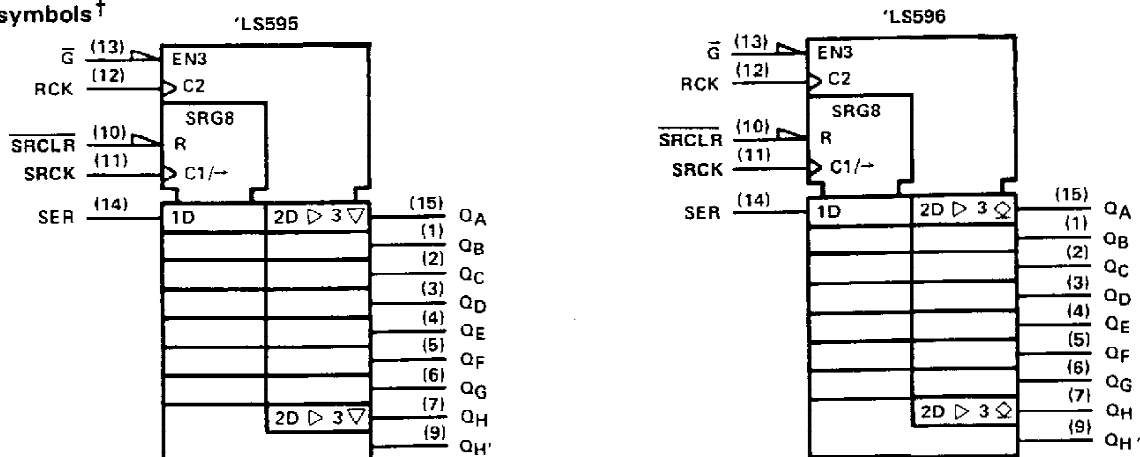 symbols†
'LS595
G̅ (13) EN3
RCK (12) C2
SRG8
S̅R̅C̅L̅R̅ (10) R
SRCK (11) C1/→
SER (14) 1D 2D ▷ 3 ▽ (15) QA
(1) QB
(2) QC
(3) QD
(4) QE
(5) QF
(6) QG
2D ▷ 3 ▽ (7) QH
(9) QH'
'LS596
G̅ (13) EN3
RCK (12) C2
SRG8
S̅R̅C̅L̅R̅ (10) R
SRCK (11) C1/→
SER (14) 1D 2D ▷ 3 ⎐ (15) QA
(1) QB
(2) QC
(3) QD
(4) QE
(5) QF
(6) QG
2D ▷ 3 ⎐ (7) QH
(9) QH'